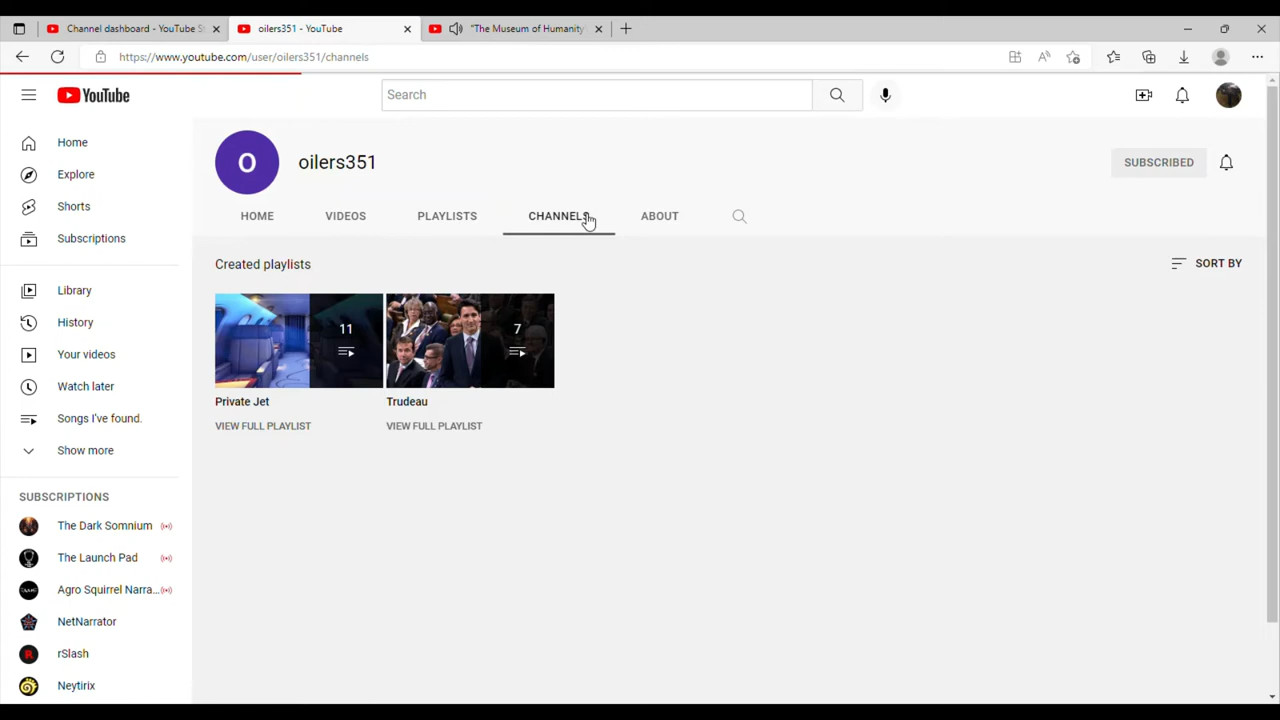 Channel dashboard - YouTube S
oilers351 - YouTube
"The Museum of Humanity
https://www.youtube.com/user/oilers351/channels
YouTube
Search
Home
Explore
Shorts
Subscriptions
Library
History
Your videos
Watch later
Songs I've found.
Show more
SUBSCRIPTIONS
The Dark Somnium
The Launch Pad
Agro Squirrel Narra...
NetNarrator
rSlash
Neytirix
O
oilers351
SUBSCRIBED
HOME VIDEOS PLAYLISTS CHANNELS ABOUT
Created playlists
SORT BY
11
7
Private Jet
Trudeau
VIEW FULL PLAYLIST
VIEW FULL PLAYLIST